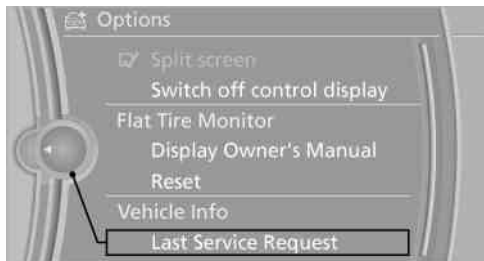 Options
Split screen
Switch off control display
Flat Tire Monitor
Display Owner's Manual
Reset
Vehicle Info
Last Service Request